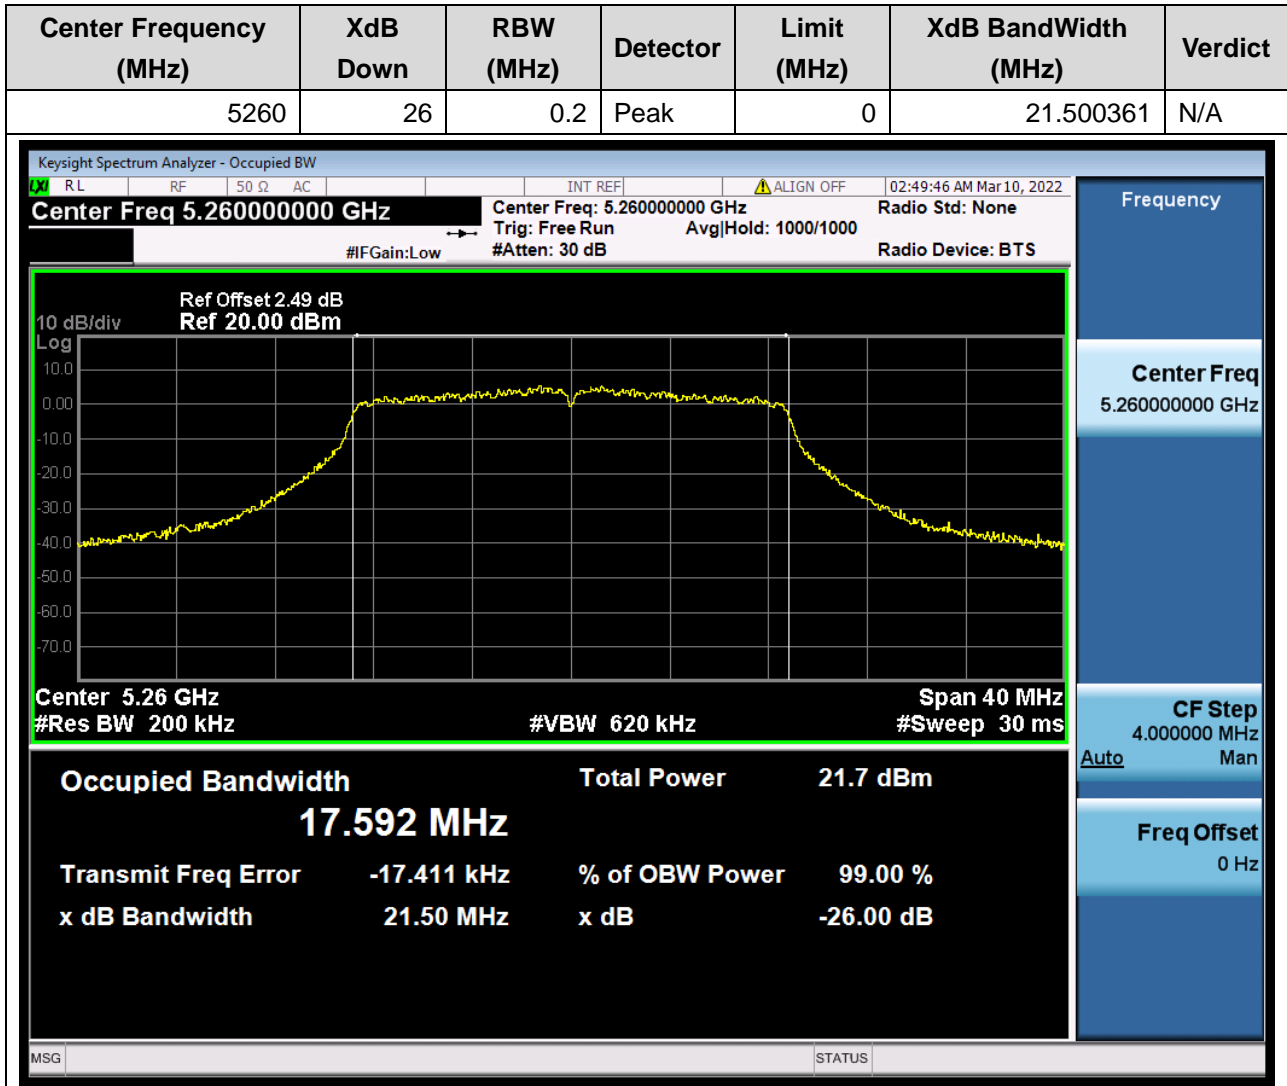 Center Frequency (MHz) XdB Down RBW (MHz) Detector Limit (MHz) XdB BandWidth (MHz) Verdict
5260 26 0.2 Peak 0 21.500361 N/A
Keysight Spectrum Analyzer - Occupied BW
LXI RL RF 50 Ω AC INT REF ALIGN OFF 02:49:46 AM Mar 10, 2022
Center Freq 5.260000000 GHz
Center Freq: 5.260000000 GHz
Radio Std: None
Trig: Free Run Avg|Hold: 1000/1000
#IFGain:Low #Atten: 30 dB
Radio Device: BTS
Frequency
Ref Offset 2.49 dB
10 dB/div Ref 20.00 dBm
Log
10.0
0.00
-10.0
-20.0
-30.0
-40.0
-50.0
-60.0
-70.0
Center 5.26 GHz Span 40 MHz
#Res BW 200 kHz #VBW 620 kHz #Sweep 30 ms
Center Freq
5.260000000 GHz
CF Step
4.000000 MHz
Auto Man
Freq Offset
0 Hz
Occupied Bandwidth Total Power 21.7 dBm
17.592 MHz
Transmit Freq Error -17.411 kHz % of OBW Power 99.00 %
x dB Bandwidth 21.50 MHz x dB -26.00 dB
MSG STATUS